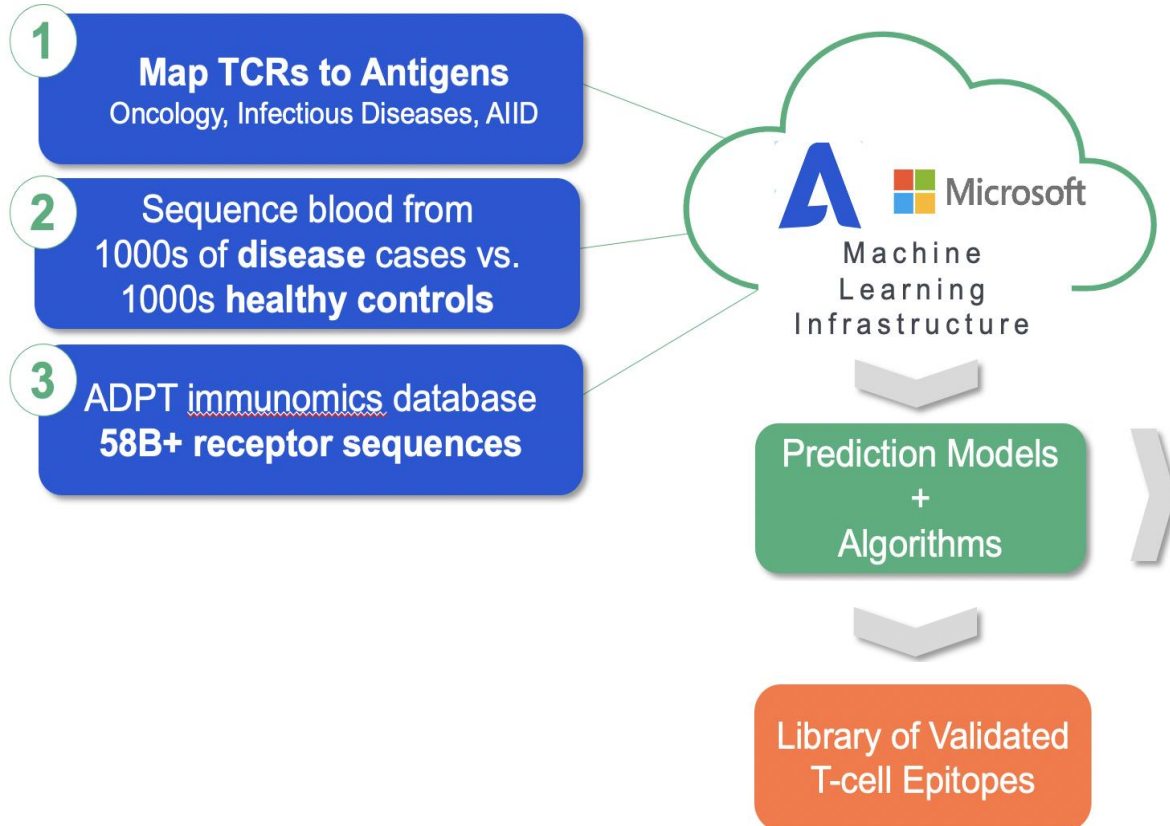 1
Map TCRs to Antigens
Oncology, Infectious Diseases, AIID
2
Sequence blood from
1000s of disease cases vs.
1000s healthy controls
3
ADPT immunomics database
58B+ receptor sequences
Microsoft
Machine
Learning
Infrastructure
Prediction Models
+
Algorithms
Library of Validated
T-cell Epitopes